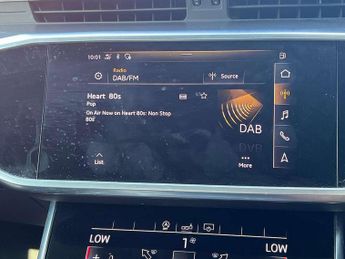 10:01
Radio
DAB/FM
Source
Heart 80s
Pop
On Air Now on Heart 80s: Non Stop
80s
DAB
List
More
LOW
1
LOW